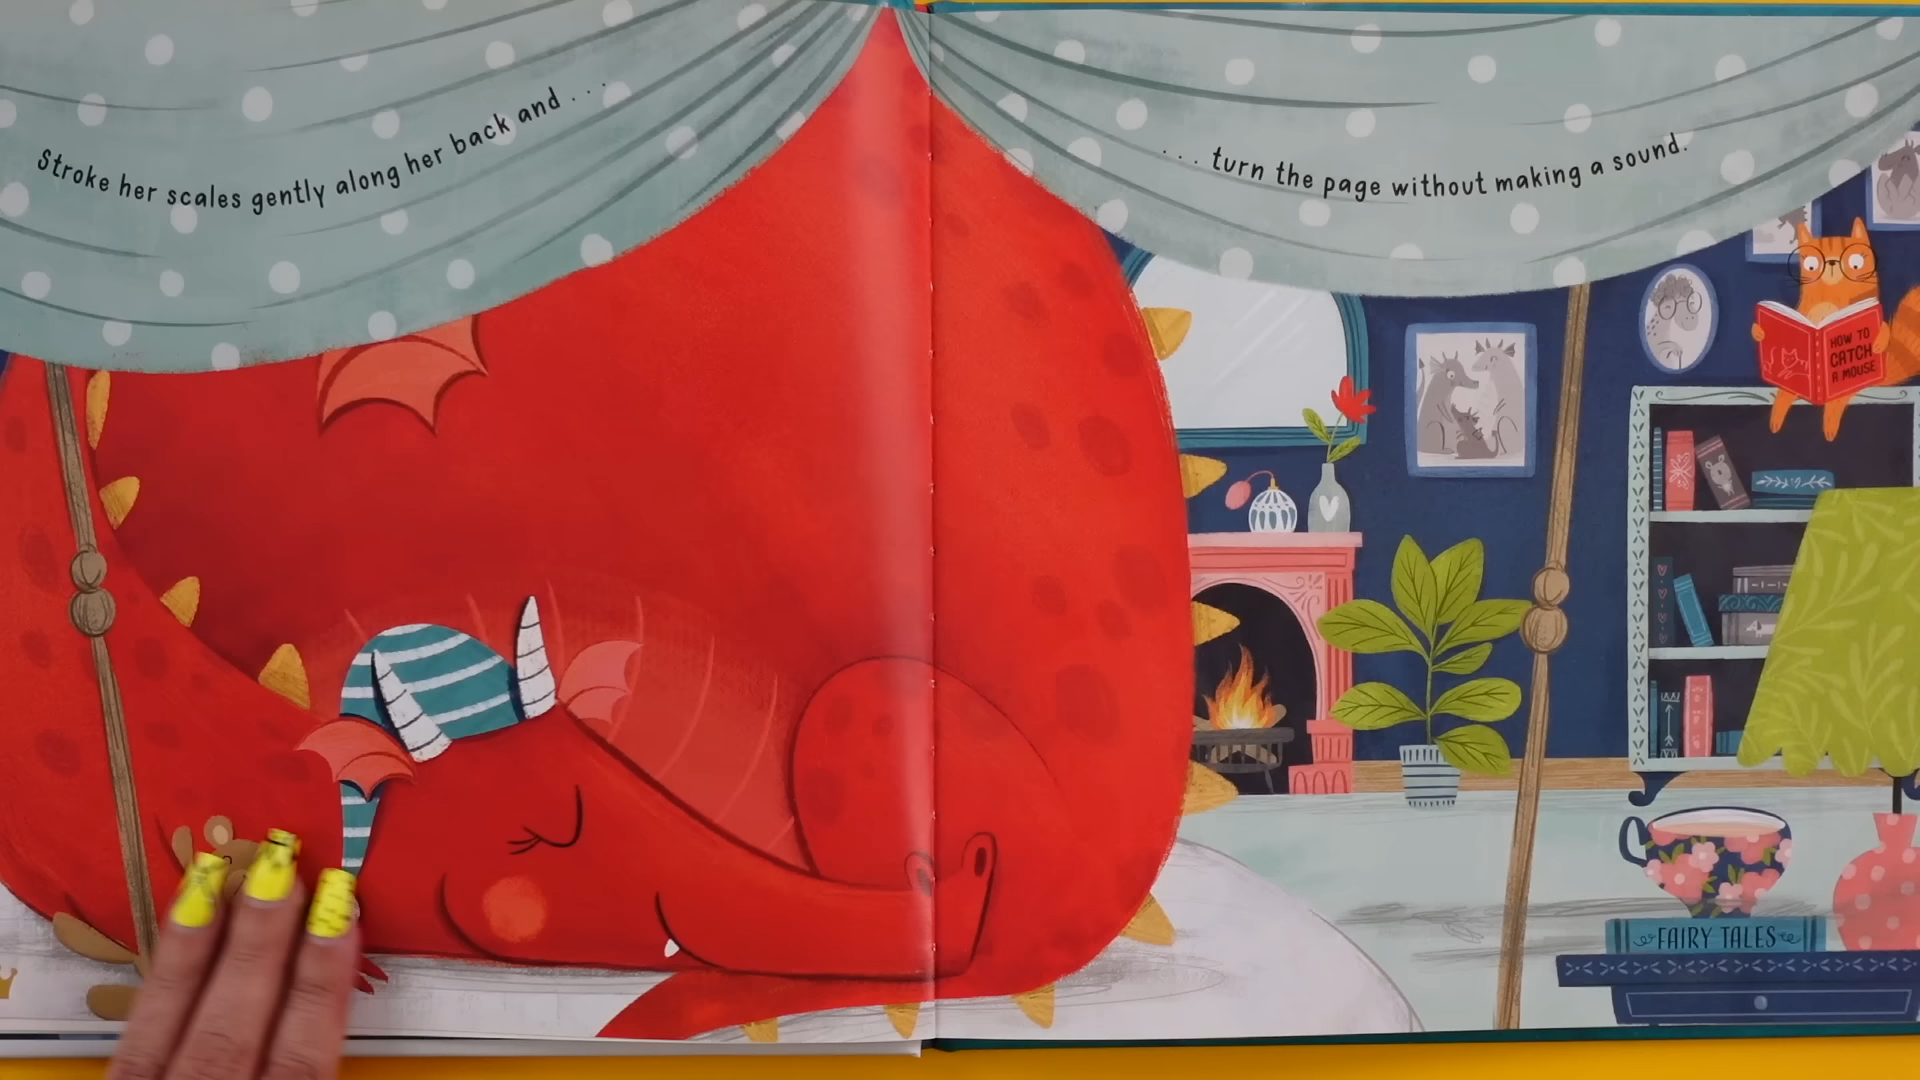 Stroke her scales gently along her back and ...
... turn the page without making a sound.
HOW TO
CATCH
A MOUSE
FAIRY TALES